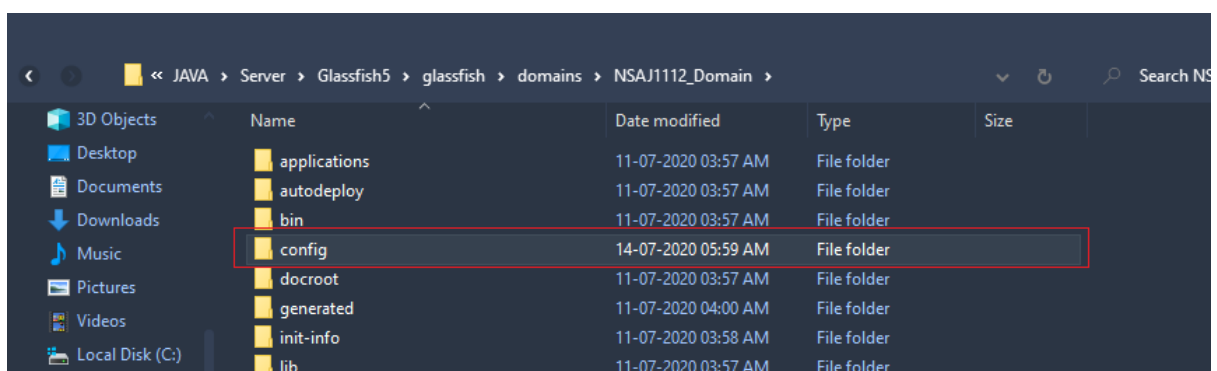 « JAVA › Server › Glassfish5 › glassfish › domains › NSAJ1112_Domain › Search NS
3D Objects Name Date modified Type Size
Desktop
Documents
Downloads
Music
Pictures
Videos
Local Disk (C:)
applications 11-07-2020 03:57 AM File folder
autodeploy 11-07-2020 03:57 AM File folder
bin 11-07-2020 03:57 AM File folder
config 14-07-2020 05:59 AM File folder
docroot 11-07-2020 03:57 AM File folder
generated 11-07-2020 04:00 AM File folder
init-info 11-07-2020 03:58 AM File folder
lib 11-07-2020 03:57 AM File folder